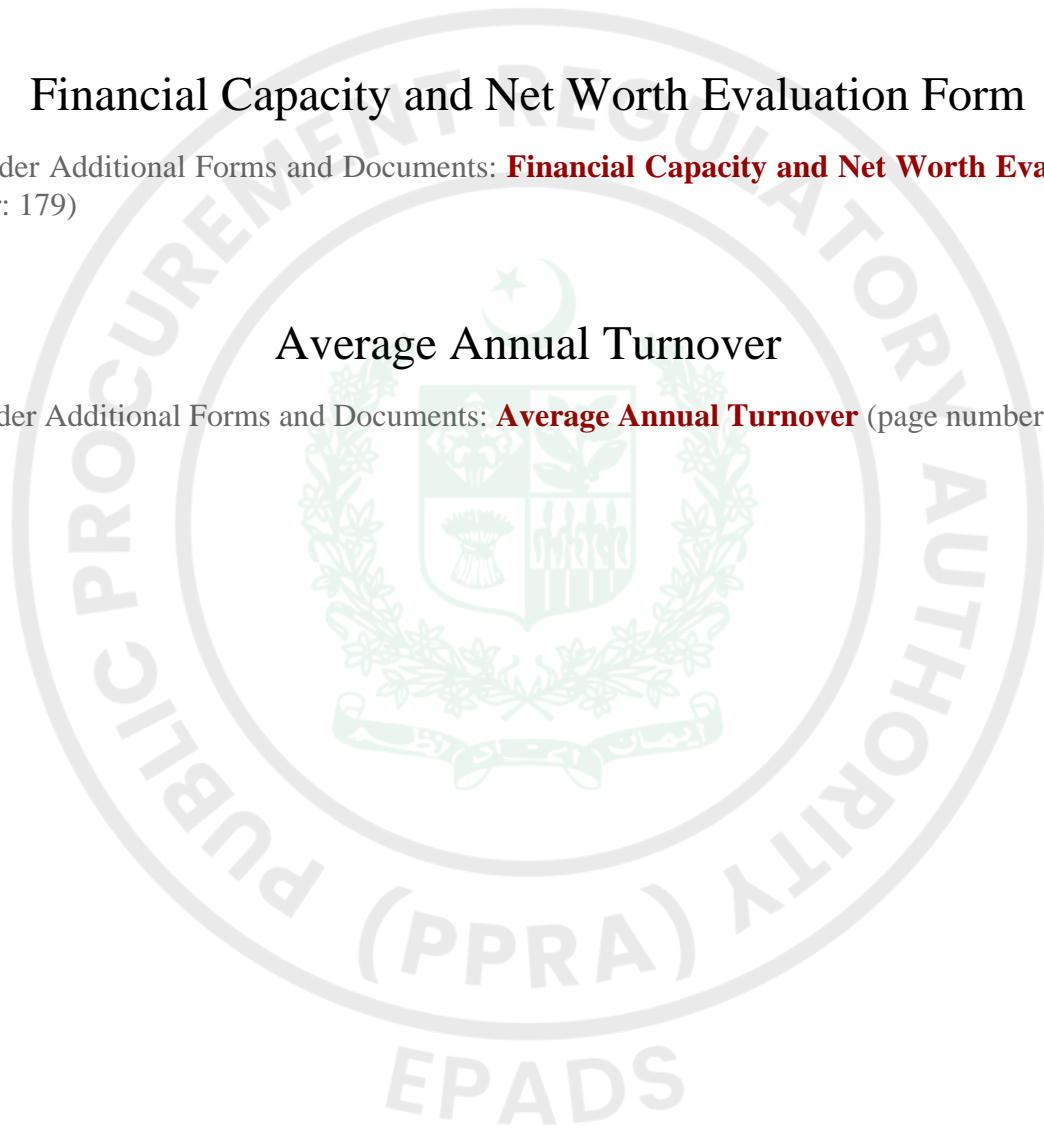 Financial Capacity and Net Worth Evaluation Form
der Additional Forms and Documents: Financial Capacity and Net Worth Eva
: 179)
Average Annual Turnover
der Additional Forms and Documents: Average Annual Turnover (page number
PUBLIC PROCUREMENT REGULATORY AUTHORITY
(PPRA)
EPADS